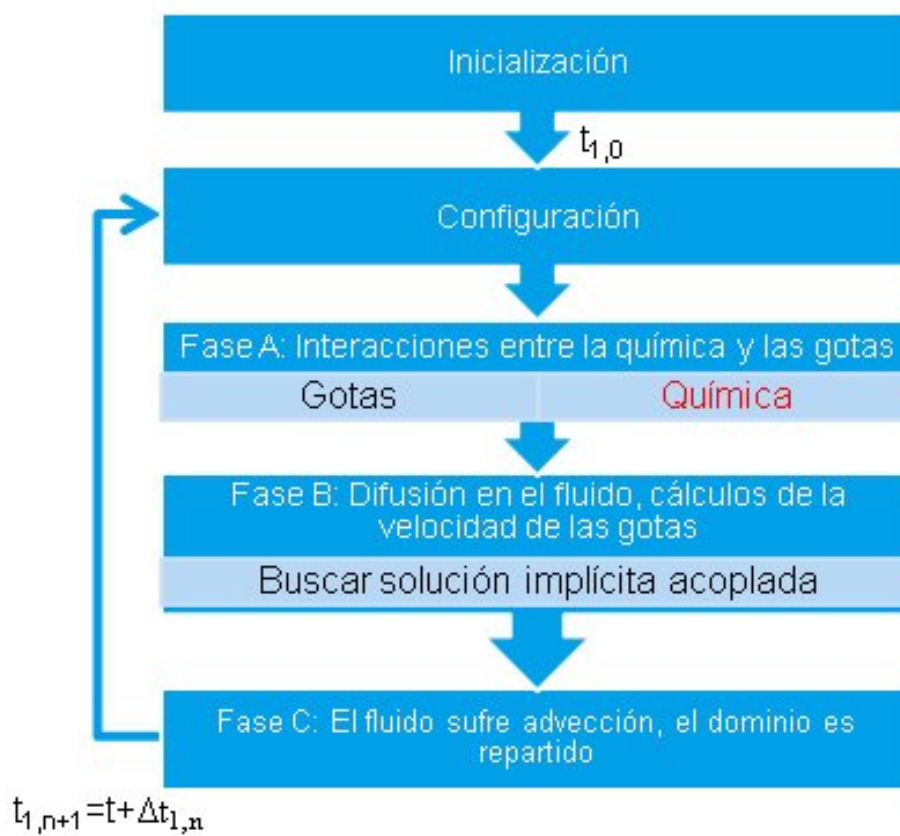 Inicialización
t1,0
Configuración
Fase A: Interacciones entre la química y las gotas
Gotas Química
Fase B: Difusión en el fluido, cálculos de la
velocidad de las gotas
Buscar solución implícita acoplada
Fase C: El fluido sufre advección, el dominio es
repartido
t1,n+1=t+Δt1,n